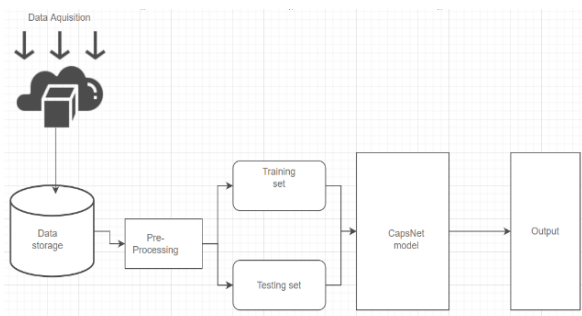 Data Aquisition
Training
set
Data
storage
Pre-
Processing
CapsNet
model
Output
Testing set